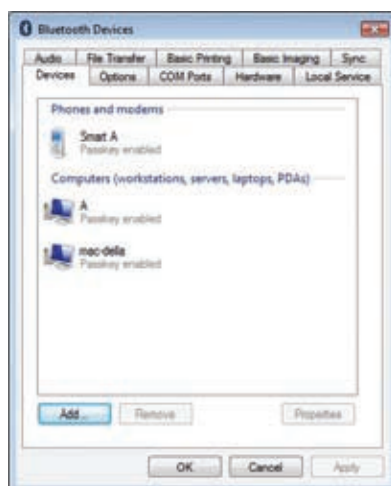 Bluetooth Devices
Audio File Transfer Basic Printing Basic Imaging Sync
Devices Options COM Ports Hardware Local Service
Phones and modems
Smart A
Passkey enabled
Computers (workstations, servers, laptops, PDAs)
A
Passkey enabled
mac-della
Passkey enabled
Add... Remove Properties
OK Cancel Apply